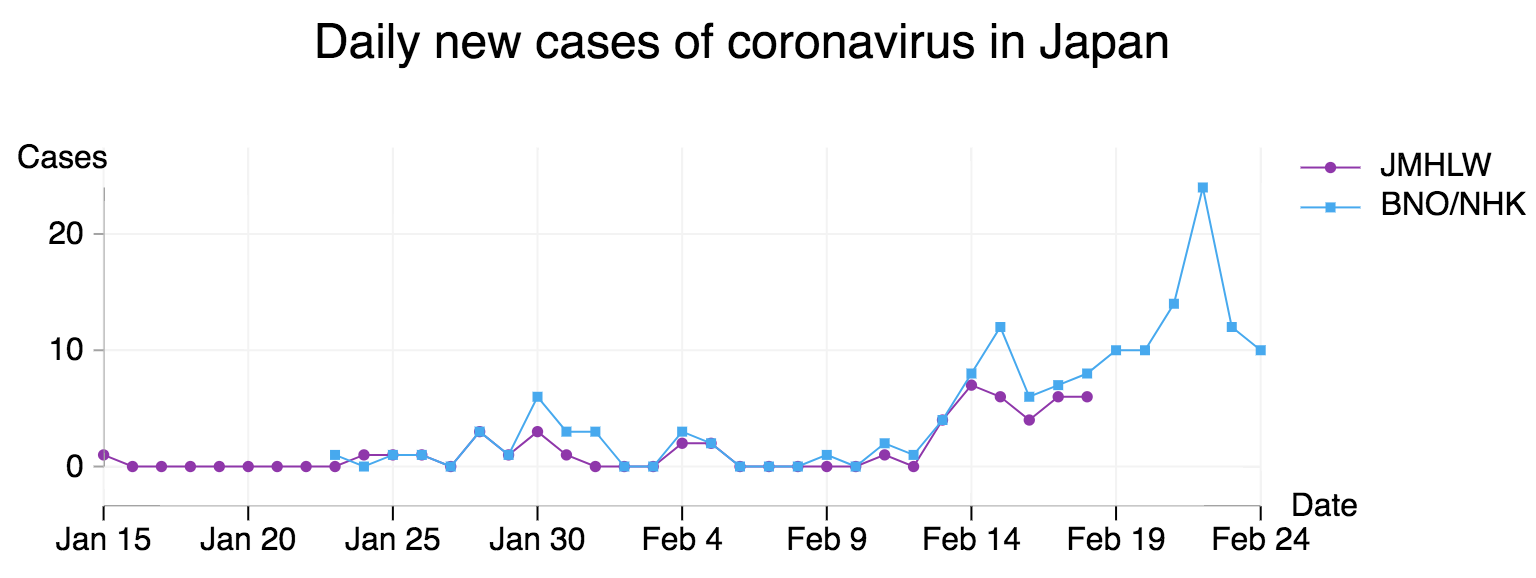 Daily new cases of coronavirus in Japan
Cases
JMHLW
BNO/NHK
20
10
0
Date
Jan 15 Jan 20 Jan 25 Jan 30 Feb 4 Feb 9 Feb 14 Feb 19 Feb 24